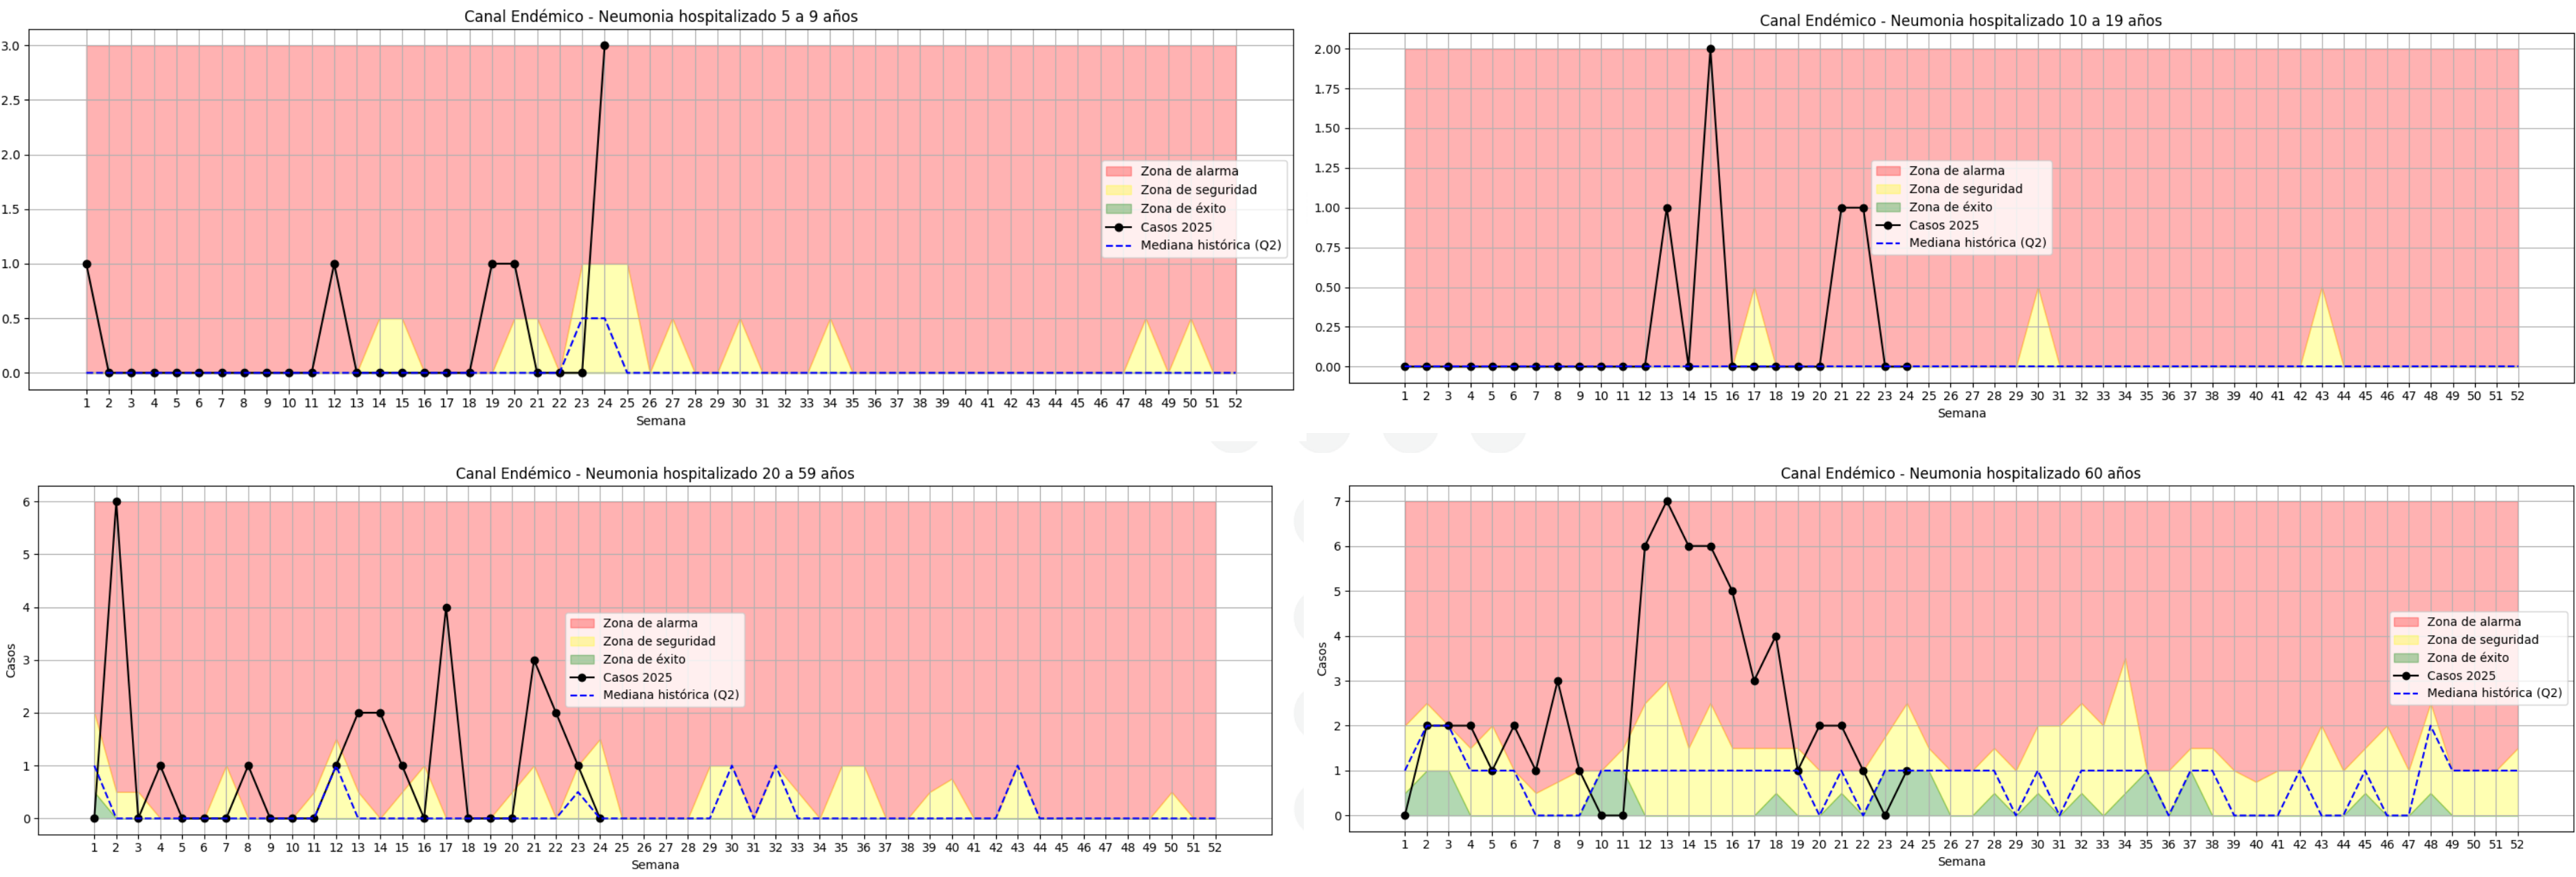 Canal Endémico - Neumonia hospitalizado 5 a 9 años
3.0
2.5
2.0
1.5
1.0
0.5
0.0
Zona de alarma
Zona de seguridad
Zona de éxito
Casos 2025
Mediana histórica (Q2)
1 2 3 4 5 6 7 8 9 10 11 12 13 14 15 16 17 18 19 20 21 22 23 24 25 26 27 28 29 30 31 32 33 34 35 36 37 38 39 40 41 42 43 44 45 46 47 48 49 50 51 52
Semana
Canal Endémico - Neumonia hospitalizado 10 a 19 años
2.00
1.75
1.50
1.25
1.00
0.75
0.50
0.25
0.00
Zona de alarma
Zona de seguridad
Zona de éxito
Casos 2025
Mediana histórica (Q2)
1 2 3 4 5 6 7 8 9 10 11 12 13 14 15 16 17 18 19 20 21 22 23 24 25 26 27 28 29 30 31 32 33 34 35 36 37 38 39 40 41 42 43 44 45 46 47 48 49 50 51 52
Semana
Canal Endémico - Neumonia hospitalizado 20 a 59 años
Casos
6
5
4
3
2
1
0
Zona de alarma
Zona de seguridad
Zona de éxito
Casos 2025
Mediana histórica (Q2)
1 2 3 4 5 6 7 8 9 10 11 12 13 14 15 16 17 18 19 20 21 22 23 24 25 26 27 28 29 30 31 32 33 34 35 36 37 38 39 40 41 42 43 44 45 46 47 48 49 50 51 52
Semana
Canal Endémico - Neumonia hospitalizado 60 años
Casos
7
6
5
4
3
2
1
0
Zona de alarma
Zona de seguridad
Zona de éxito
Casos 2025
Mediana histórica (Q2)
1 2 3 4 5 6 7 8 9 10 11 12 13 14 15 16 17 18 19 20 21 22 23 24 25 26 27 28 29 30 31 32 33 34 35 36 37 38 39 40 41 42 43 44 45 46 47 48 49 50 51 52
Semana